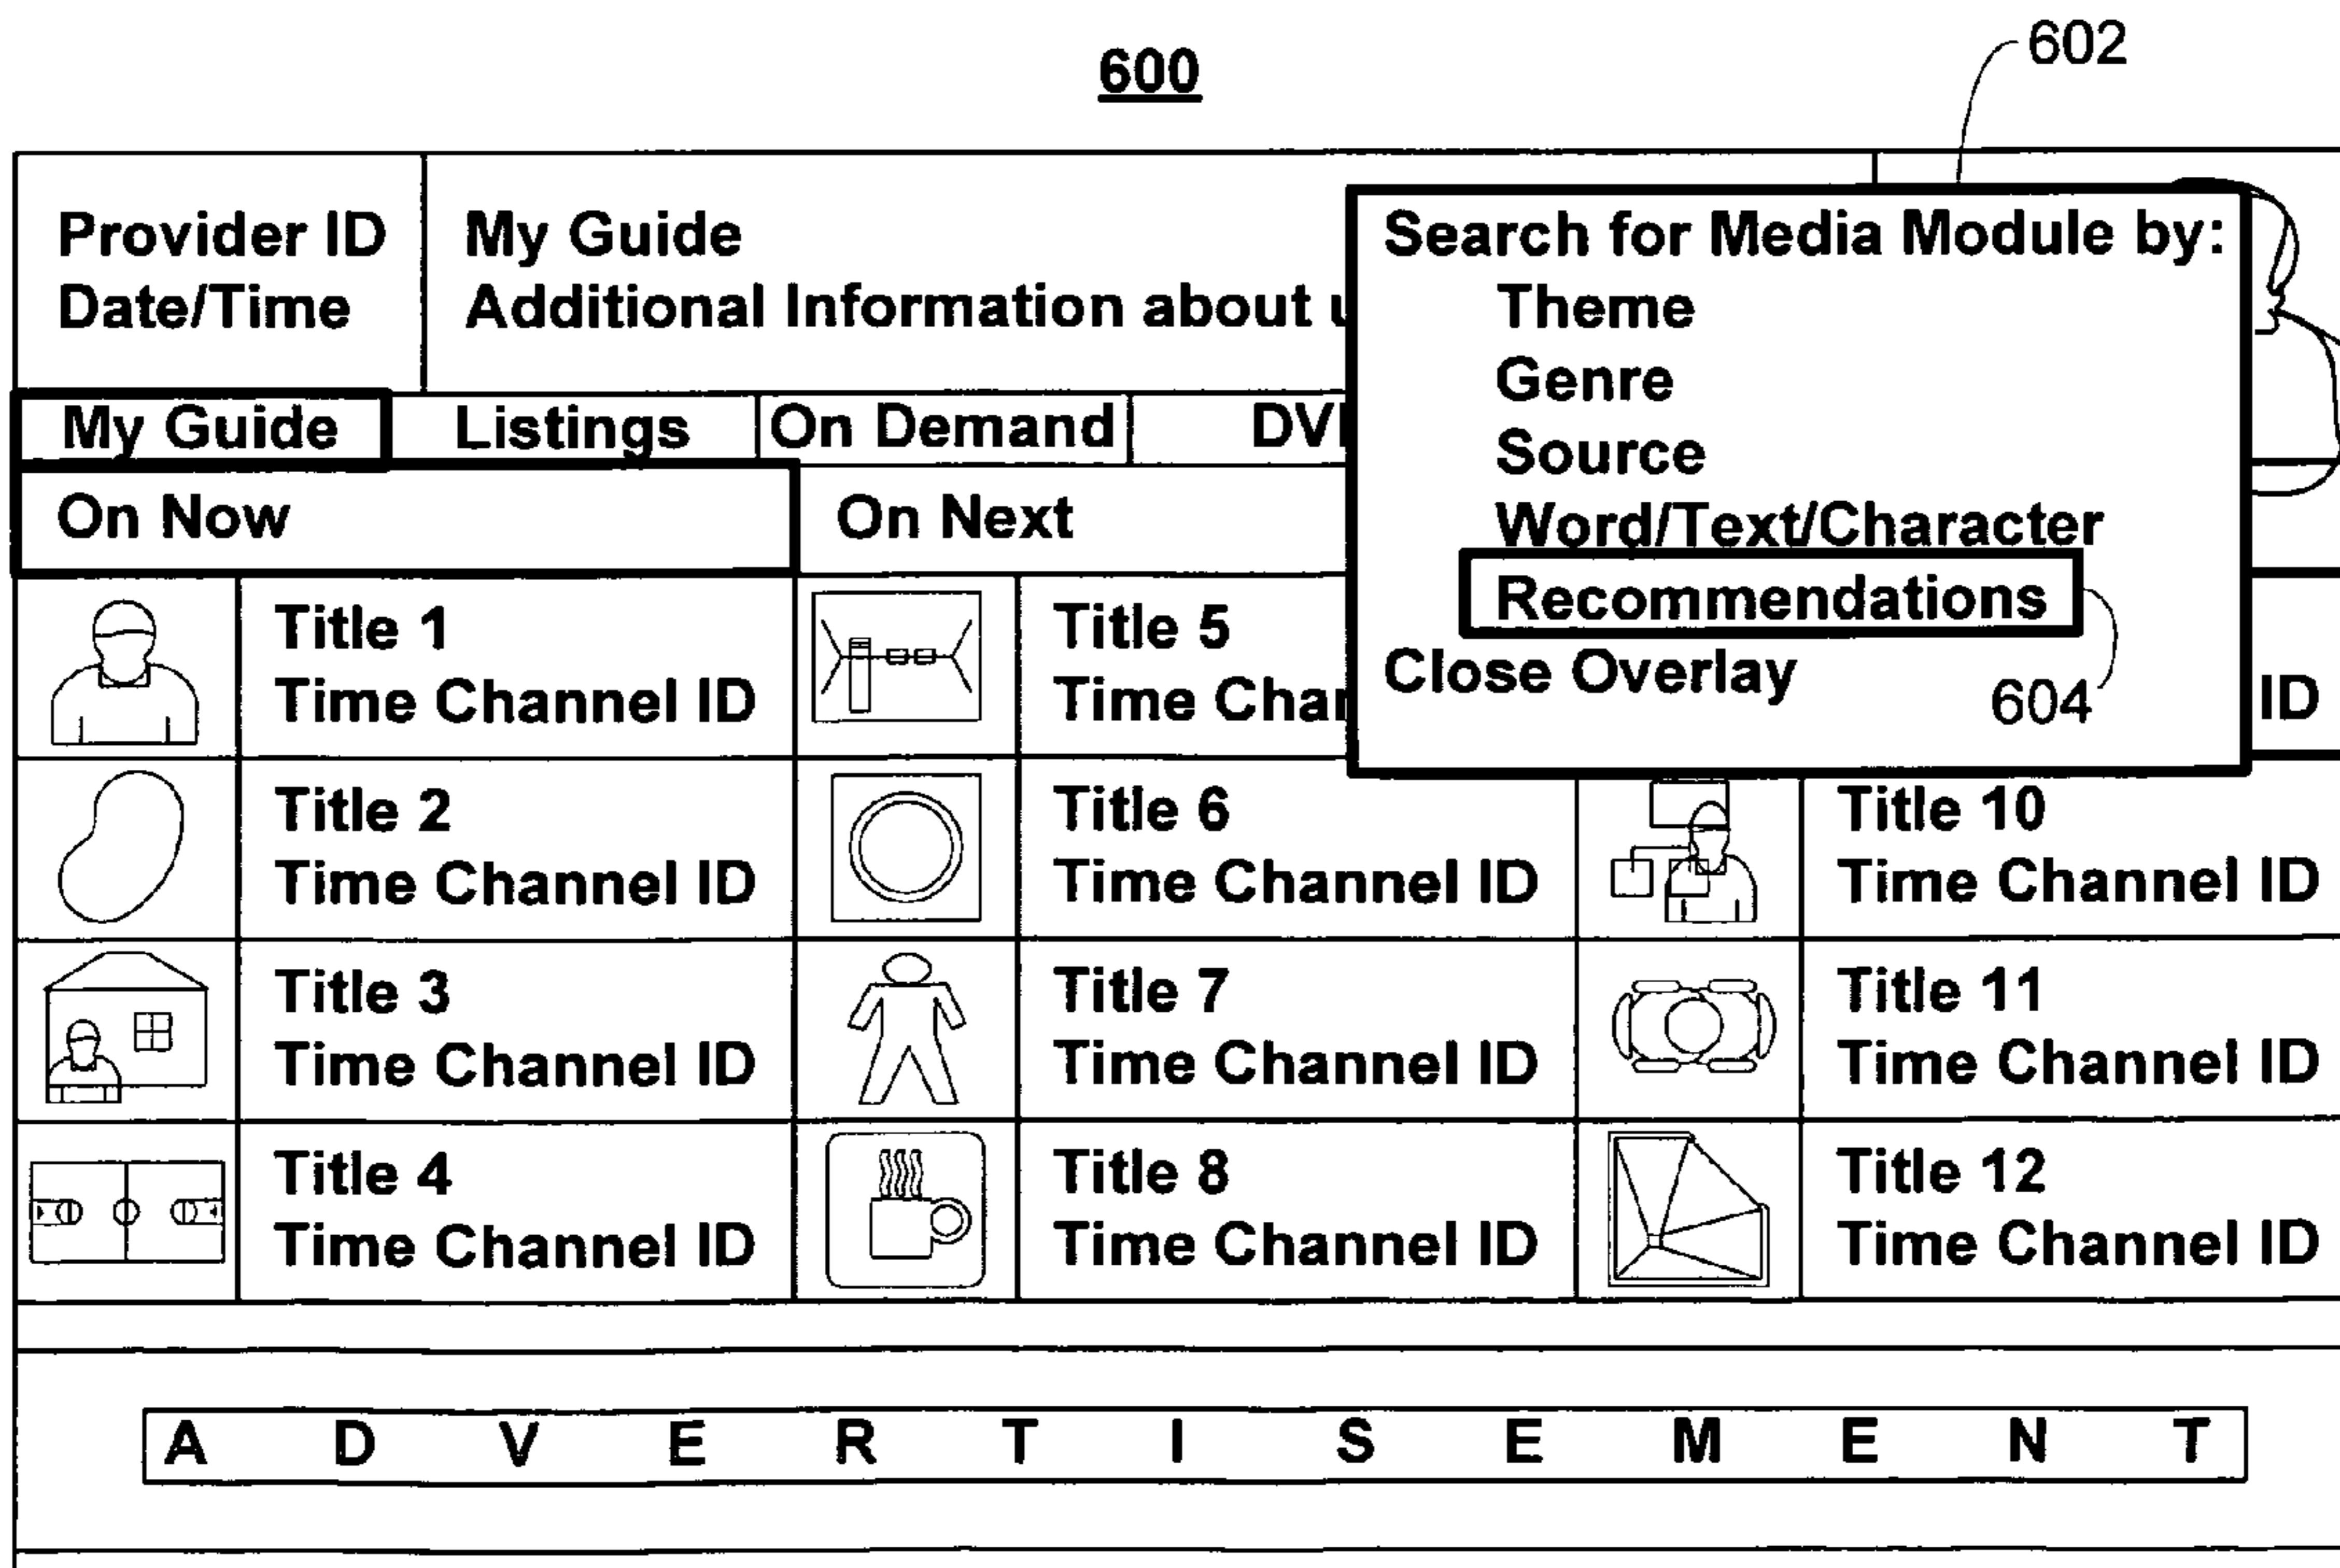 600
602
Provider ID
Date/Time
My Guide
Additional Information about
Search for Media Module by:
Theme
Genre
Source
Word/Text/Character
Recommendations
Close Overlay
604
My Guide
Listings
On Demand
On Now
On Next
Title 1
Time Channel ID
Title 5
Time
ID
Title 2
Time Channel ID
Title 6
Time Channel ID
Title 10
Time Channel ID
Title 3
Time Channel ID
Title 7
Time Channel ID
Title 11
Time Channel ID
Title 4
Time Channel ID
Title 8
Time Channel ID
Title 12
Time Channel ID
A D V E R T I S E M E N T